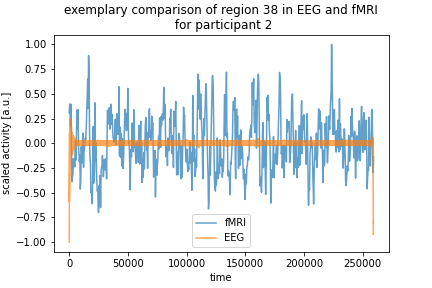 exemplary comparison of region 38 in EEG and fMRI
for participant 2
scaled activity [a.u.]
1.00
0.75
0.50
0.25
0.00
−0.25
−0.50
−0.75
−1.00
fMRI
EEG
0
50000
100000
150000
200000
250000
time